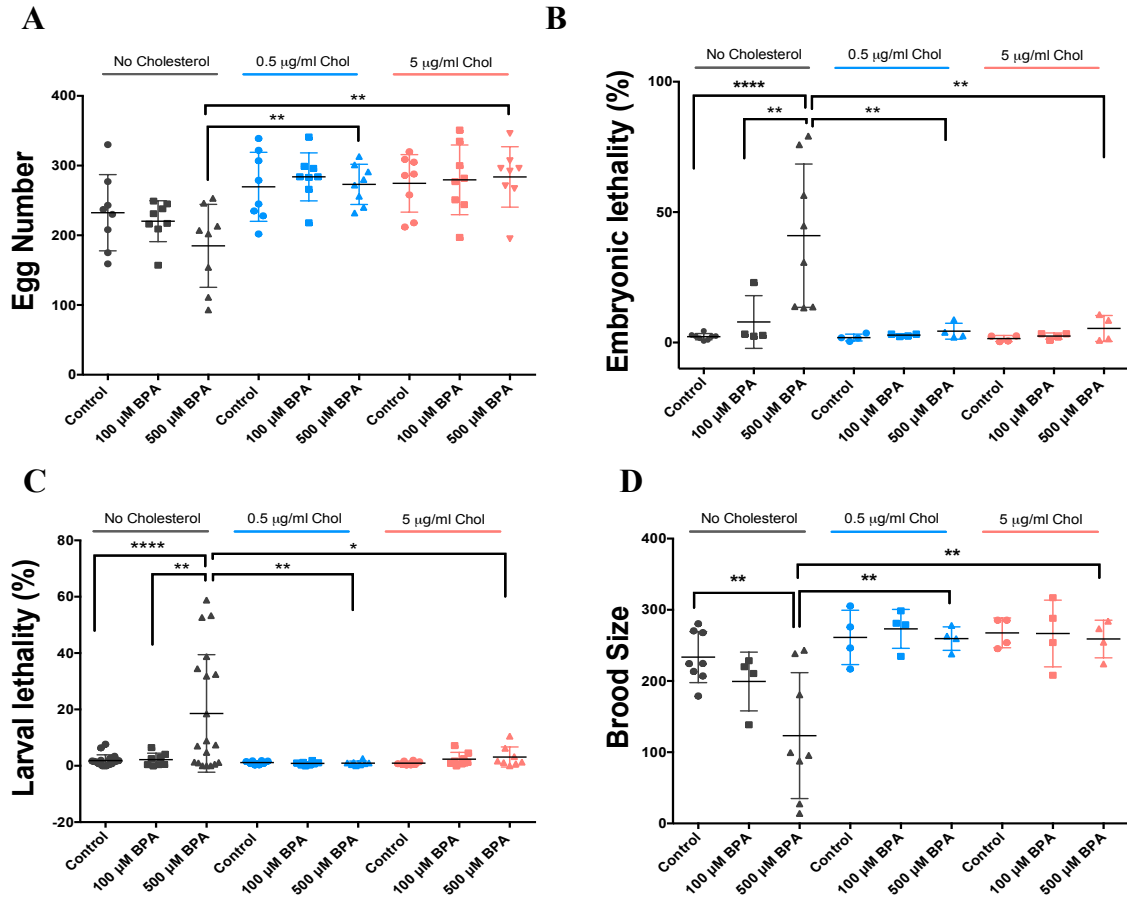 A
No Cholesterol 0.5 µg/ml Chol 5 µg/ml Chol
Egg Number
400
300
200
100
0
** 
**
Control 100 µM BPA 500 µM BPA Control 100 µM BPA 500 µM BPA Control 100 µM BPA 500 µM BPA
B
No Cholesterol 0.5 µg/ml Chol 5 µg/ml Chol
Embryonic lethality (%)
100
50
0
**** **
** **
Control 100 µM BPA 500 µM BPA Control 100 µM BPA 500 µM BPA Control 100 µM BPA 500 µM BPA
C
No Cholesterol 0.5 µg/ml Chol 5 µg/ml Chol
Larval lethality (%)
80
60
40
20
0
-20
**** *
** **
Control 100 µM BPA 500 µM BPA Control 100 µM BPA 500 µM BPA Control 100 µM BPA 500 µM BPA
D
No Cholesterol 0.5 µg/ml Chol 5 µg/ml Chol
Brood Size
400
300
200
100
0
**
** **
Control 100 µM BPA 500 µM BPA Control 100 µM BPA 500 µM BPA Control 100 µM BPA 500 µM BPA